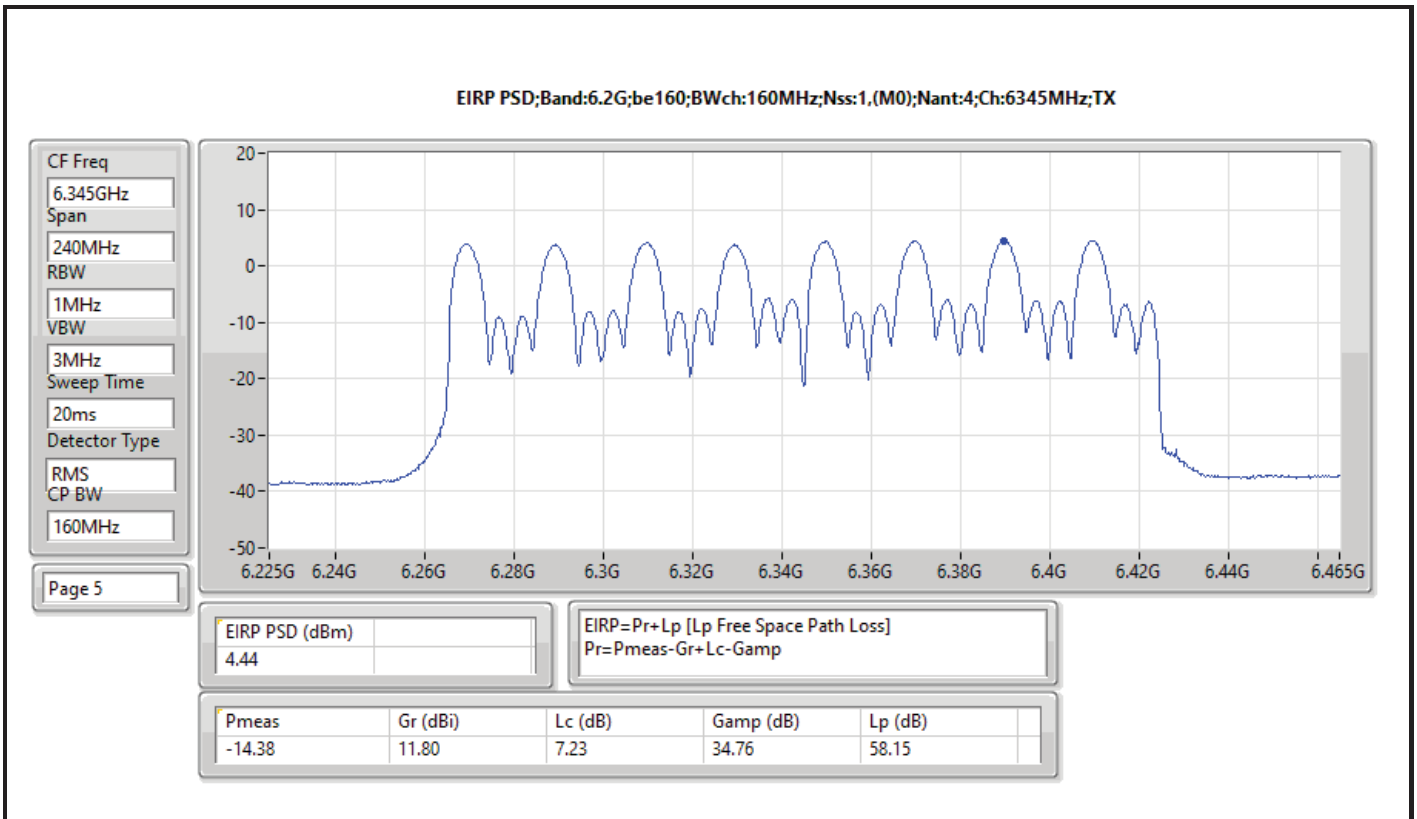 EIRP PSD;Band:6.2G;be160;BWch:160MHz;Nss:1,(M0);Nant:4;Ch:6345MHz;TX
CF Freq
6.345GHz
Span
240MHz
RBW
1MHz
VBW
3MHz
Sweep Time
20ms
Detector Type
RMS
CP BW
160MHz
Page 5
20
10
0
-10
-20
-30
-40
-50
6.225G 6.24G 6.26G 6.28G 6.3G 6.32G 6.34G 6.36G 6.38G 6.4G 6.42G 6.44G 6.465G
EIRP PSD (dBm)
4.44
EIRP=Pr+Lp [Lp Free Space Path Loss]
Pr=Pmeas-Gr+Lc-Gamp
Pmeas Gr (dBi) Lc (dB) Gamp (dB) Lp (dB)
-14.38 11.80 7.23 34.76 58.15